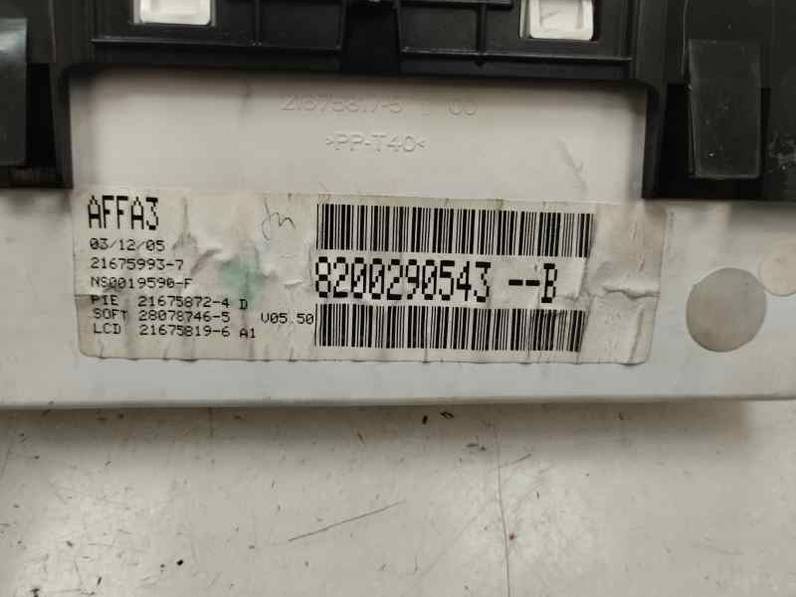 >PP-T40<
AFFA3
03/12/05
21675993-7
NS0019590-F
PIE 21675872-4 D
SOFT 28078746-5 V05.50
LCD 21675819-6 A1
8200290543 --B